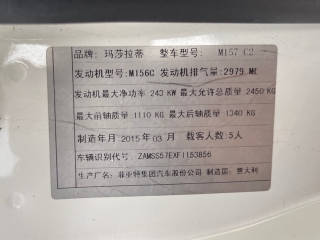 品牌: 玛莎拉蒂 整车型号: M157 C2
发动机型号:M156C 发动机排气量:2979 ML
发动机最大净功率 243 KW 最大允许总质量 2450 KG
最大前轴质量 1110 KG 最大后轴质量 1340 KG
制造年月 2015 年 03 月 载客人数:5人
车辆识别代号: ZAMSS57EXF1153856
生产商名: 菲亚特集团汽车股份公司 制造国: 意大利